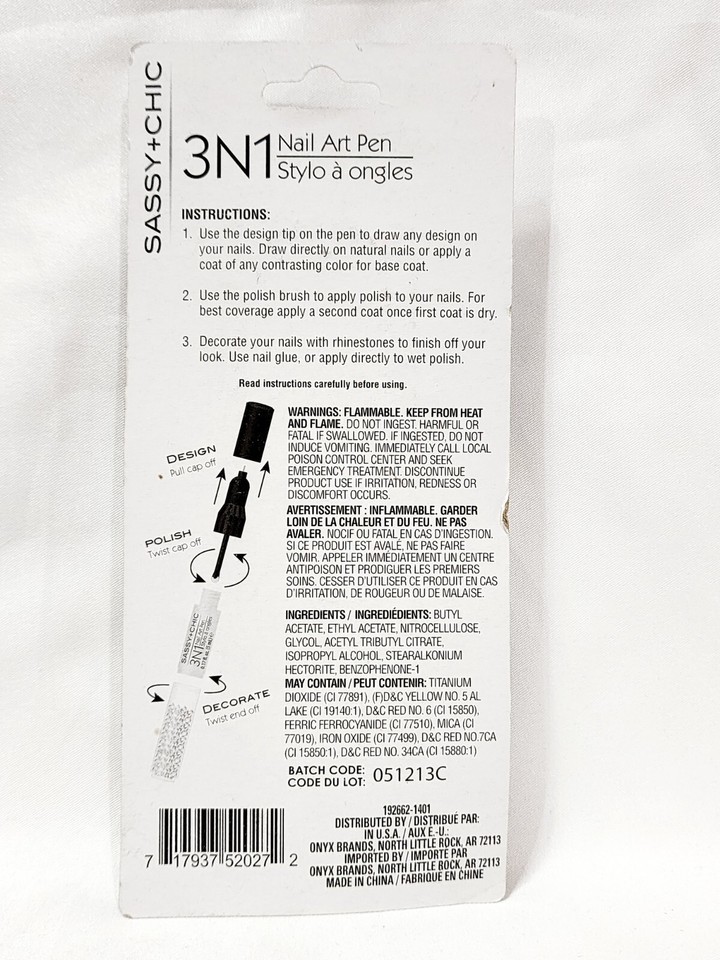 SASSY+CHIC
3N1
Nail Art Pen
Stylo à ongles
INSTRUCTIONS:
1. Use the design tip on the pen to draw any design on
your nails. Draw directly on natural nails or apply a
coat of any contrasting color for base coat.
2. Use the polish brush to apply polish to your nails. For
best coverage apply a second coat once first coat is dry.
3. Decorate your nails with rhinestones to finish off your
look. Use nail glue, or apply directly to wet polish.
Read instructions carefully before using.
DESIGN
Pull cap off
POLISH
Twist cap off
SASSY+CHIC
3N1
DECORATE
Twist end off
WARNINGS: FLAMMABLE. KEEP FROM HEAT
AND FLAME. DO NOT INGEST. HARMFUL OR
FATAL IF SWALLOWED. IF INGESTED, DO NOT
INDUCE VOMITING. IMMEDIATELY CALL LOCAL
POISON CONTROL CENTER AND SEEK
EMERGENCY TREATMENT. DISCONTINUE
PRODUCT USE IF IRRITATION, REDNESS OR
DISCOMFORT OCCURS.
AVERTISSEMENT : INFLAMMABLE. GARDER
LOIN DE LA CHALEUR ET DU FEU. NE PAS
AVALER. NOCIF OU FATAL EN CAS D'INGESTION.
SI CE PRODUIT EST AVALÉ, NE PAS FAIRE
VOMIR. APPELER IMMÉDIATEMENT UN CENTRE
ANTIPOISON ET PRODIGUER LES PREMIERS
SOINS. CESSER D'UTILISER CE PRODUIT EN CAS
D'IRRITATION, DE ROUGEUR OU DE MALAISE.
INGREDIENTS / INGREDIÉDIENTS: BUTYL
ACETATE, ETHYL ACETATE, NITROCELLULOSE,
GLYCOL, ACETYL TRIBUTYL CITRATE,
ISOPROPYL ALCOHOL, STEARALKONIUM
HECTORITE, BENZOPHENONE-1
MAY CONTAIN / PEUT CONTENIR: TITANIUM
DIOXIDE (CI 77891), (F)D&C YELLOW NO. 5 AL
LAKE (CI 19140:1), D&C RED NO. 6 (CI 15850),
FERRIC FERROCYANIDE (CI 77510), MICA (CI
77019), IRON OXIDE (CI 77499), D&C RED NO.7CA
(CI 15850:1), D&C RED NO. 34CA (CI 15880:1)
BATCH CODE:
CODE DU LOT: 051213C
7 17937 52027 2
192662-1401
DISTRIBUTED BY / DISTRIBUÉ PAR:
IN U.S.A. / AUX E.-U.:
ONYX BRANDS, NORTH LITTLE ROCK, AR 72113
IMPORTED BY / IMPORTÉ PAR
ONYX BRANDS, NORTH LITTLE ROCK, AR 72113
MADE IN CHINA / FABRIQUÉ EN CHINE